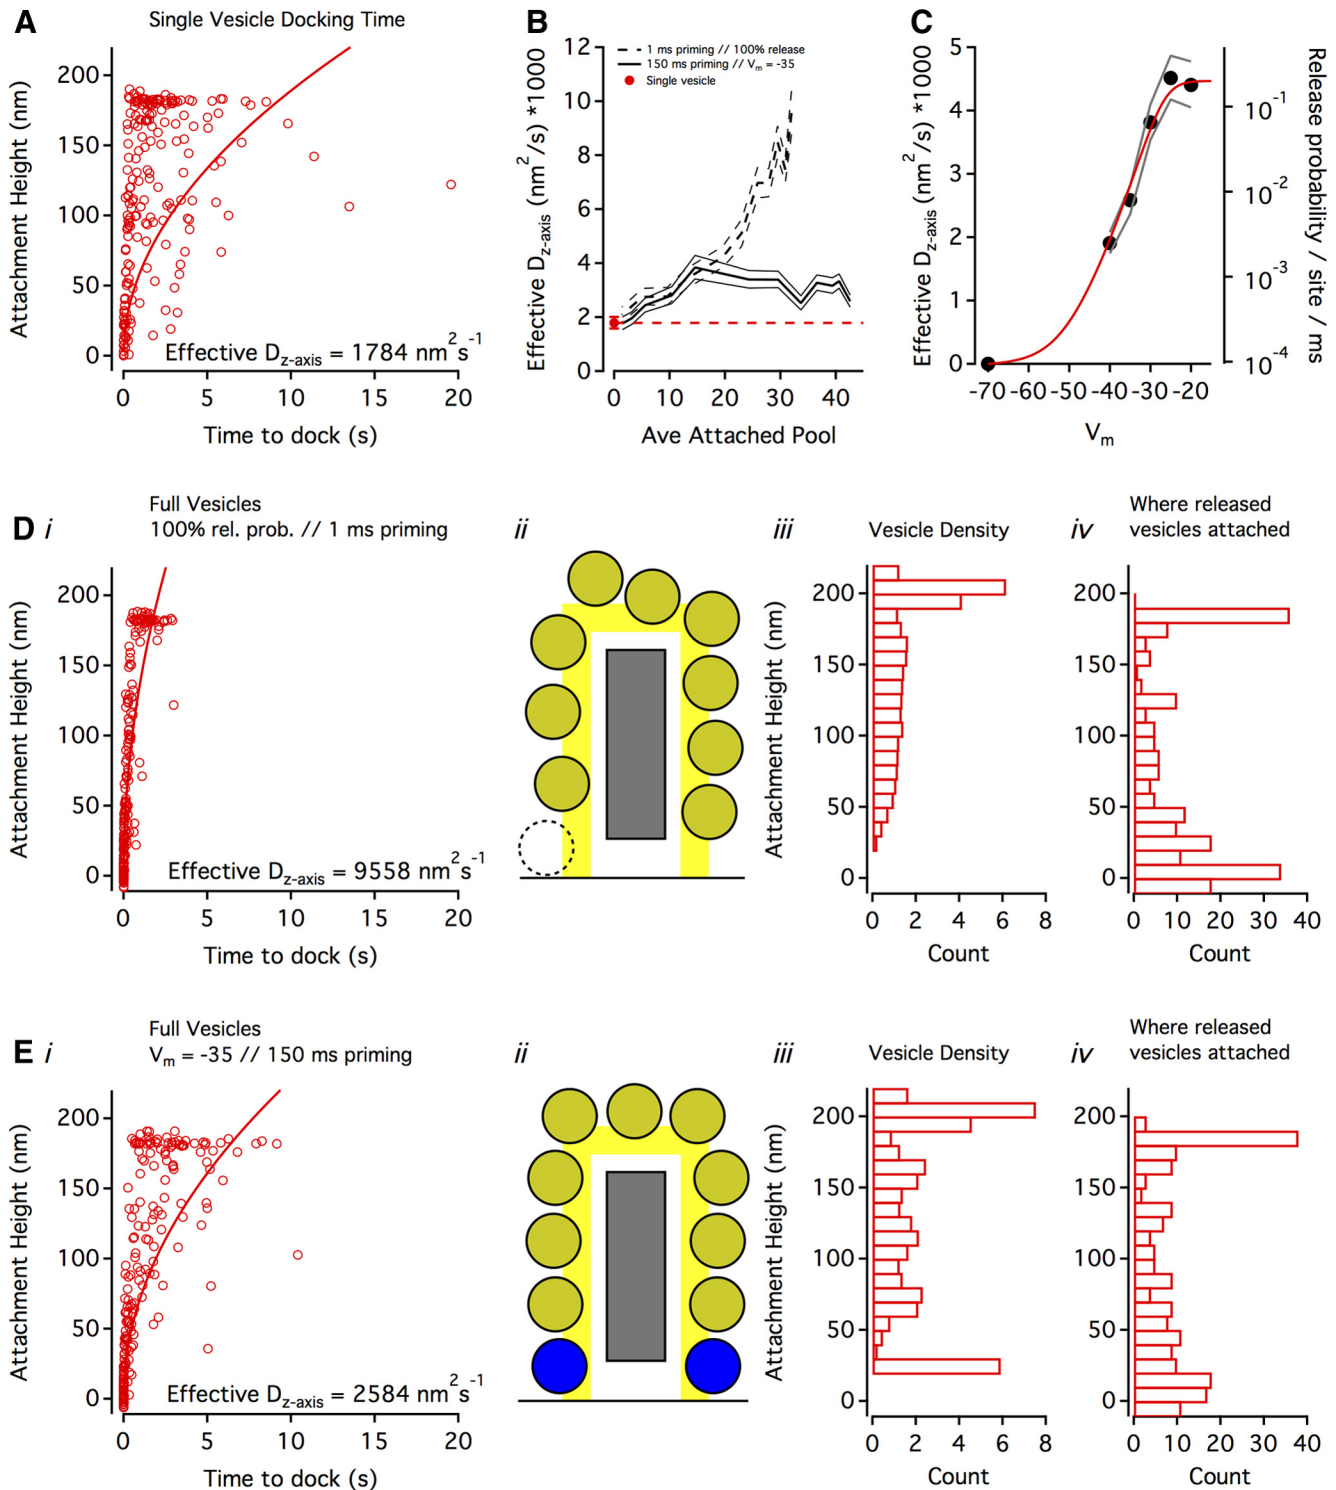 A
Single Vesicle Docking Time
Attachment Height (nm)
200
150
100
50
0
Effective D z-axis = 1784 nm2s-1
0 5 10 15 20
Time to dock (s)
B
Effective D z-axis (nm2/s) *1000
12
10
8
6
4
2
0
1 ms priming // 100% release
150 ms priming // Vm = -35
Single vesicle
0 10 20 30 40
Ave Attached Pool
C
Effective D z-axis (nm2/s) *1000
5
4
3
2
1
0
10-1
10-2
10-3
10-4
Release probability / site / ms
-70 -60 -50 -40 -30 -20
Vm
D i
Full Vesicles
100% rel. prob. // 1 ms priming
Attachment Height (nm)
200
150
100
50
0
Effective D z-axis = 9558 nm2s-1
0 5 10 15 20
Time to dock (s)
ii
iii
Vesicle Density
Attachment Height (nm)
200
150
100
50
0
0 2 4 6 8
Count
iv
Where released
vesicles attached
200
150
100
50
0
0 10 20 30 40
Count
E i
Full Vesicles
Vm = -35 // 150 ms priming
Attachment Height (nm)
200
150
100
50
0
Effective D z-axis = 2584 nm2s-1
0 5 10 15 20
Time to dock (s)
ii
iii
Vesicle Density
Attachment Height (nm)
200
150
100
50
0
0 2 4 6 8
Count
iv
Where released
vesicles attached
200
150
100
50
0
0 10 20 30 40
Count